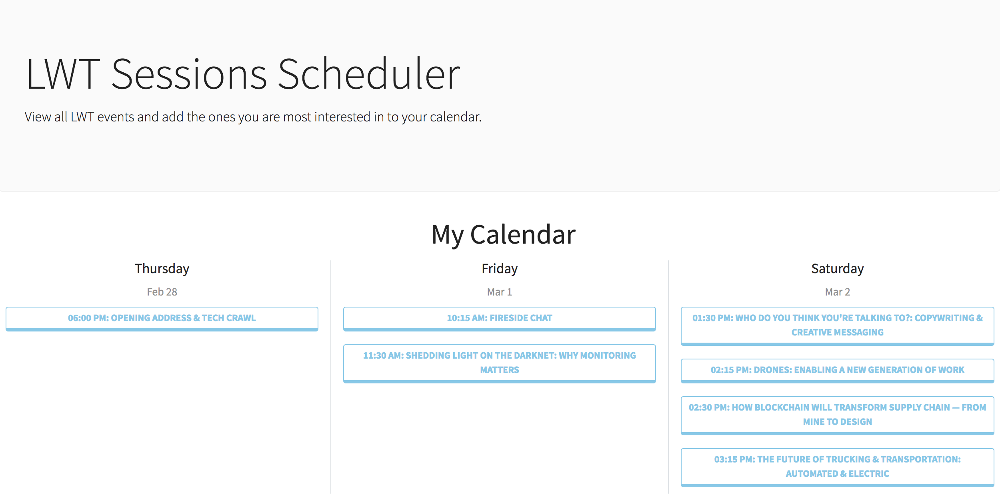 LWT Sessions Scheduler
View all LWT events and add the ones you are most interested in to your calendar.
My Calendar
Thursday
Feb 28
06:00 PM: OPENING ADDRESS & TECH CRAWL
Friday
Mar 1
10:15 AM: FIRESIDE CHAT
11:30 AM: SHEDDING LIGHT ON THE DARKNET: WHY MONITORING
MATTERS
Saturday
Mar 2
01:30 PM: WHO DO YOU THINK YOU'RE TALKING TO?: COPYWRITING &
CREATIVE MESSAGING
02:15 PM: DRONES: ENABLING A NEW GENERATION OF WORK
02:30 PM: HOW BLOCKCHAIN WILL TRANSFORM SUPPLY CHAIN — FROM
MINE TO DESIGN
03:15 PM: THE FUTURE OF TRUCKING & TRANSPORTATION:
AUTOMATED & ELECTRIC